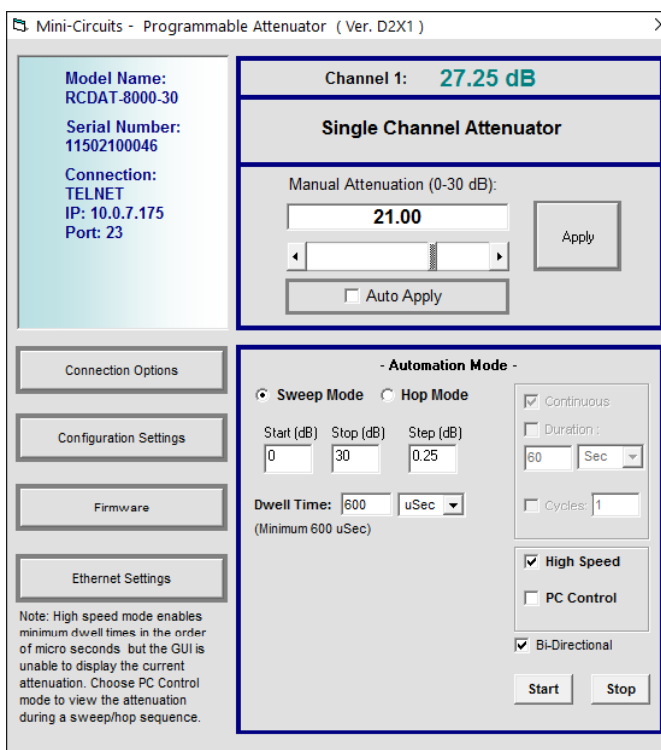 Mini-Circuits - Programmable Attenuator ( Ver. D2X1 )
Model Name:
RCDAT-8000-30
Serial Number:
11502100046
Connection:
TELNET
IP: 10.0.7.175
Port: 23
Channel 1: 27.25 dB
Single Channel Attenuator
Manual Attenuation (0-30 dB):
21.00
Apply
Auto Apply
Connection Options
Configuration Settings
Firmware
Ethernet Settings
Note: High speed mode enables
minimum dwell times in the order
of micro seconds but the GUI is
unable to display the current
attenuation. Choose PC Control
mode to view the attenuation
during a sweep/hop sequence.
- Automation Mode -
Sweep Mode Hop Mode
Start (dB) Stop (dB) Step (dB)
0 30 0.25
Dwell Time: 600 uSec
(Minimum 600 uSec)
Continuous
Duration :
60 Sec
Cycles: 1
High Speed
PC Control
Bi-Directional
Start Stop